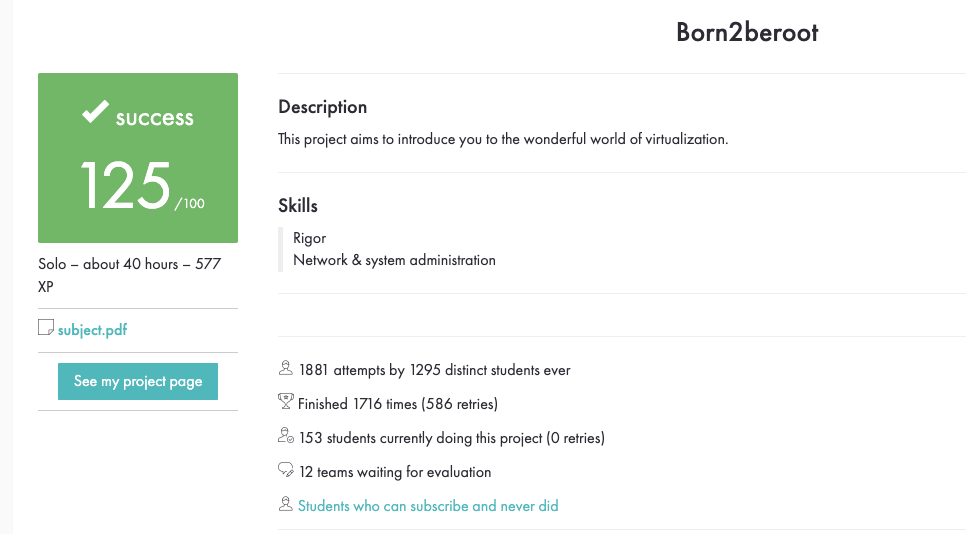 Born2beroot
success
125 /100
Solo – about 40 hours – 577
XP
subject.pdf
See my project page
Description
This project aims to introduce you to the wonderful world of virtualization.
Skills
Rigor
Network & system administration
1881 attempts by 1295 distinct students ever
Finished 1716 times (586 retries)
153 students currently doing this project (0 retries)
12 teams waiting for evaluation
Students who can subscribe and never did